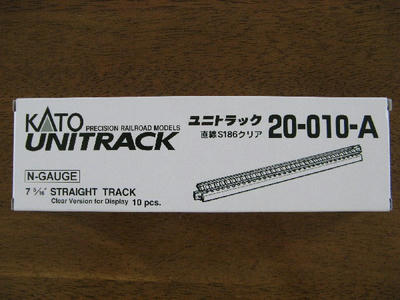 KATO
PRECISION RAILROAD MODELS
UNITRACK
ユニトラック
直線S186クリア
20-010-A
N-GAUGE
7 5/16" STRAIGHT TRACK
Clear Version for Display 10 pcs.